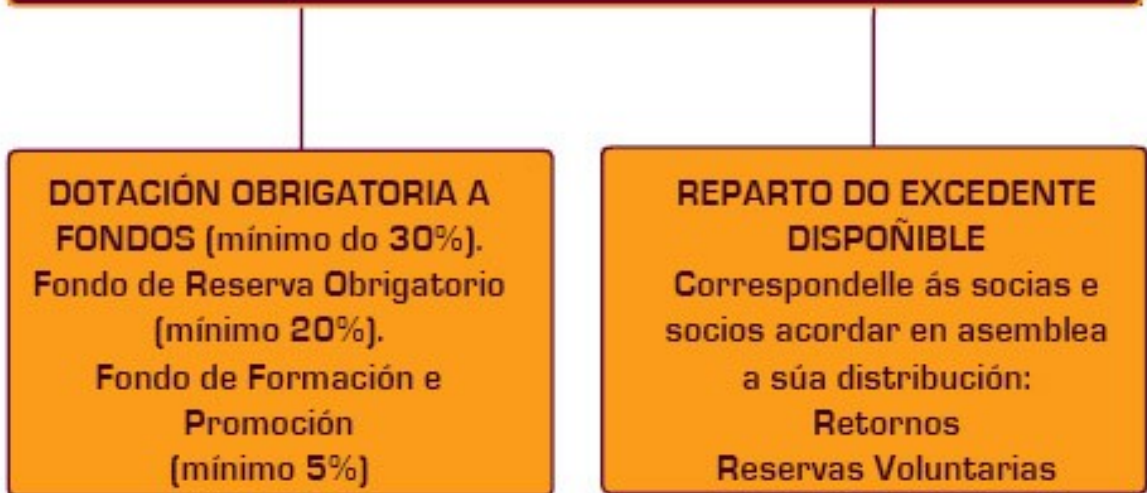 DOTACIÓN OBRIGATORIA A
FONDOS (mínimo do 30%).
Fondo de Reserva Obrigatorio
(mínimo 20%).
Fondo de Formación e
Promoción
(mínimo 5%)
REPARTO DO EXCEDENTE
DISPOÑIBLE
Correspondelle ás socias e
socios acordar en asemblea
a súa distribución:
Retornos
Reservas Voluntarias